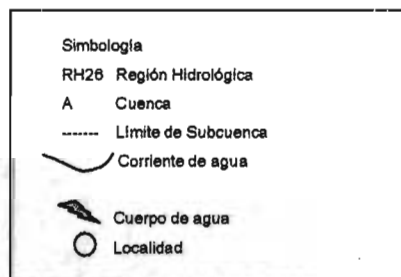 Simbología
RH26 Región Hidrológica
A Cuenca
Límite de Subcuenca
Corriente de agua
Cuerpo de agua
Localidad